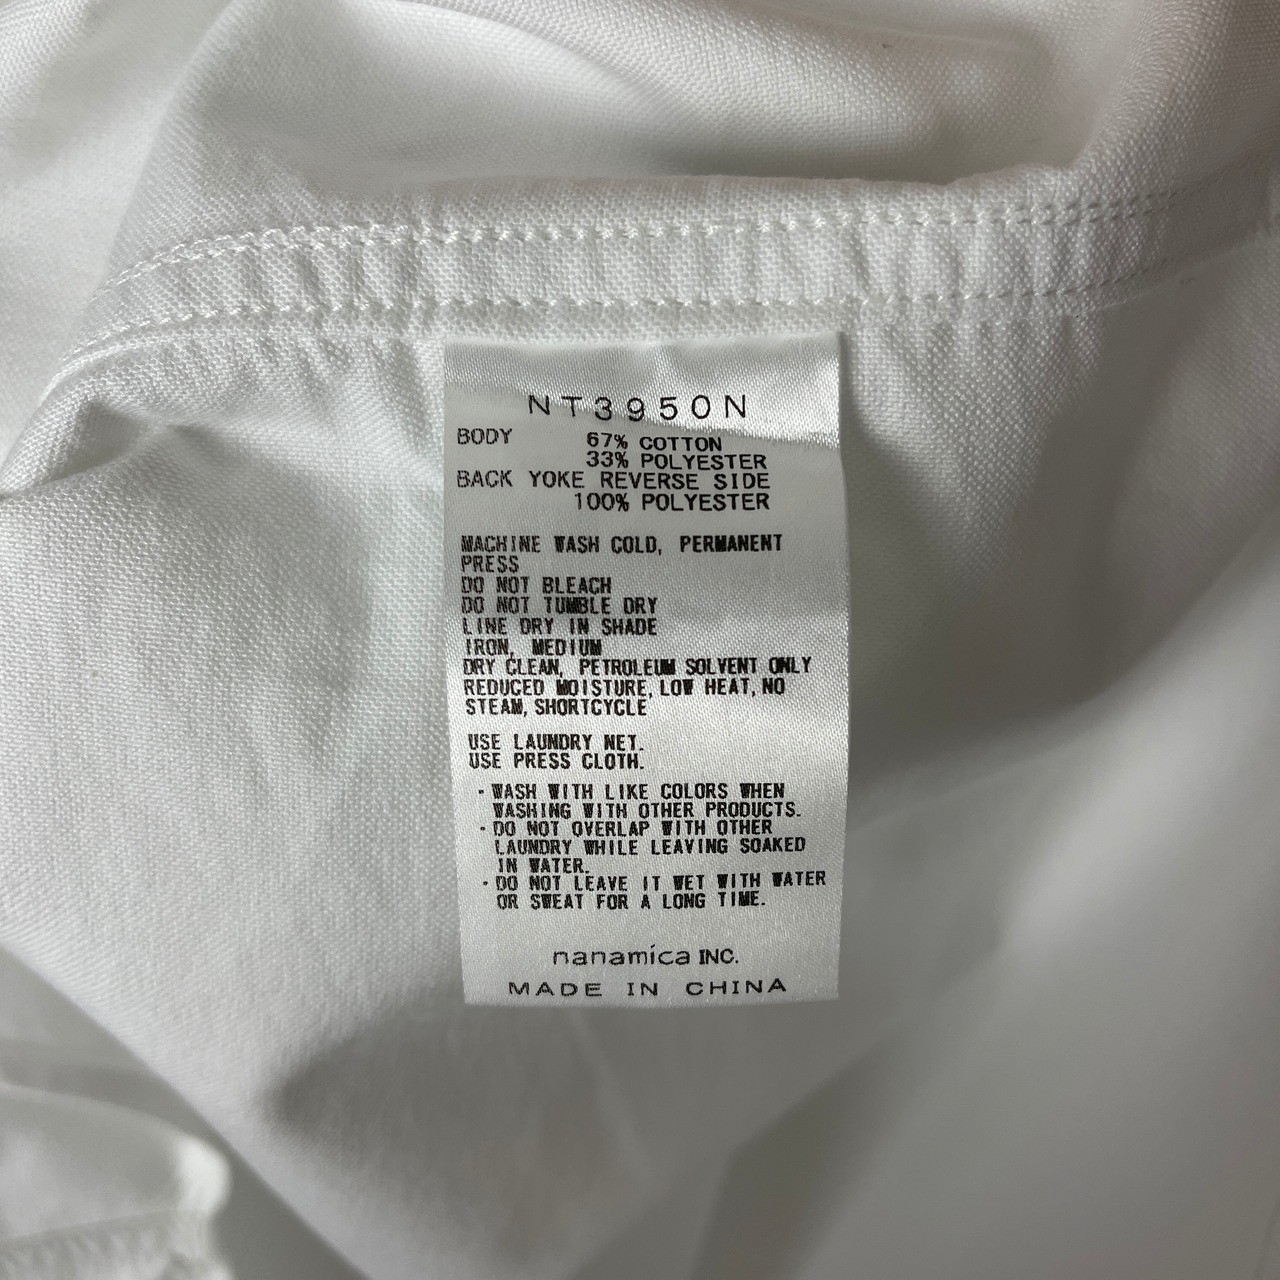 NT3950N
BODY 67% COTTON
33% POLYESTER
BACK YOKE REVERSE SIDE
100% POLYESTER
MACHINE WASH COLD, PERMANENT
PRESS
DO NOT BLEACH
DO NOT TUMBLE DRY
LINE DRY IN SHADE
IRON, MEDIUM
DRY CLEAN, PETROLEUM SOLVENT ONLY
REDUCED MOISTURE, LOW HEAT, NO
STEAM, SHORTCYCLE
USE LAUNDRY NET.
USE PRESS CLOTH.
・WASH WITH LIKE COLORS WHEN
WASHING WITH OTHER PRODUCTS.
・DO NOT OVERLAP WITH OTHER
LAUNDRY WHILE LEAVING SOAKED
IN WATER.
・DO NOT LEAVE IT WET WITH WATER
OR SWEAT FOR A LONG TIME.
nanamica INC.
MADE IN CHINA